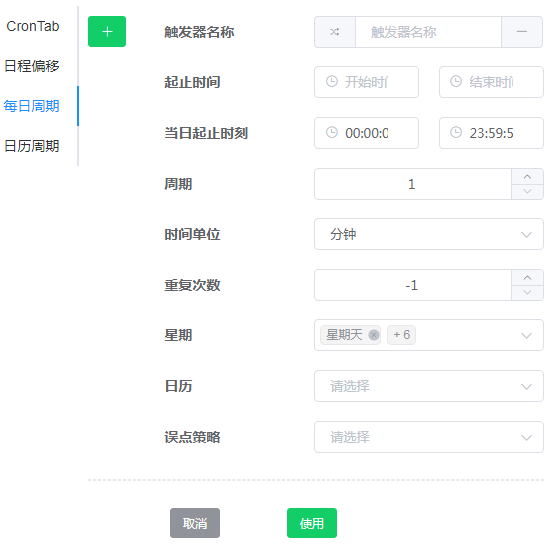 CronTab
日程偏移
每日周期
日历周期
触发器名称 触发器名称
起止时间 开始时间 结束时间
当日起止时刻 00:00:0 23:59:5
周期 1
时间单位 分钟
重复次数 -1
星期 星期天 + 6
日历 请选择
误点策略 请选择
取消 使用